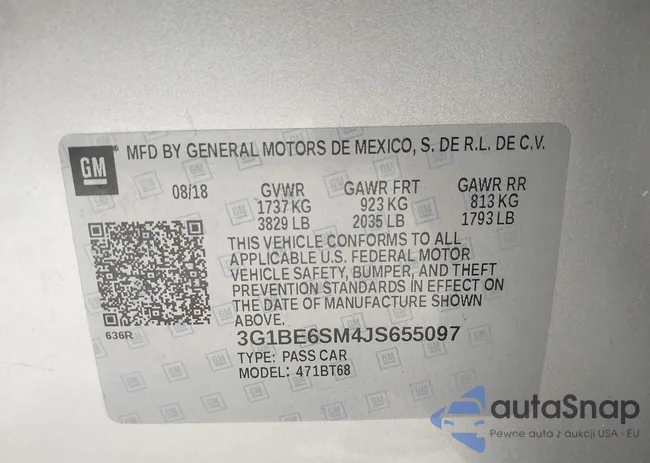 GM MFD BY GENERAL MOTORS DE MEXICO, S. DE R.L. DE C.V.
08/18 GVWR GAWR FRT GAWR RR
1737 KG 923 KG 813 KG
3829 LB 2035 LB 1793 LB
THIS VEHICLE CONFORMS TO ALL
APPLICABLE U.S. FEDERAL MOTOR
VEHICLE SAFETY, BUMPER, AND THEFT
PREVENTION STANDARDS IN EFFECT ON
THE DATE OF MANUFACTURE SHOWN
ABOVE.
636R
3G1BE6SM4JS655097
TYPE: PASS CAR
MODEL: 471BT68
autaSnap
Pewne auta z aukcji USA i EU